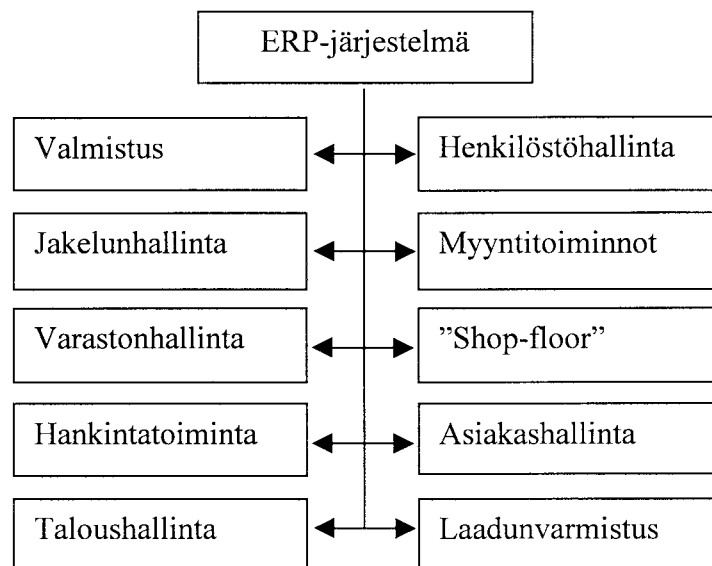 ERP-järjestelmä
Valmistus
Henkilöstöhallinta
Jakelunhallinta
Myyntitoiminnot
Varastonhallinta
”Shop-floor”
Hankintatoiminta
Asiakashallinta
Taloushallinta
Laadunvarmistus